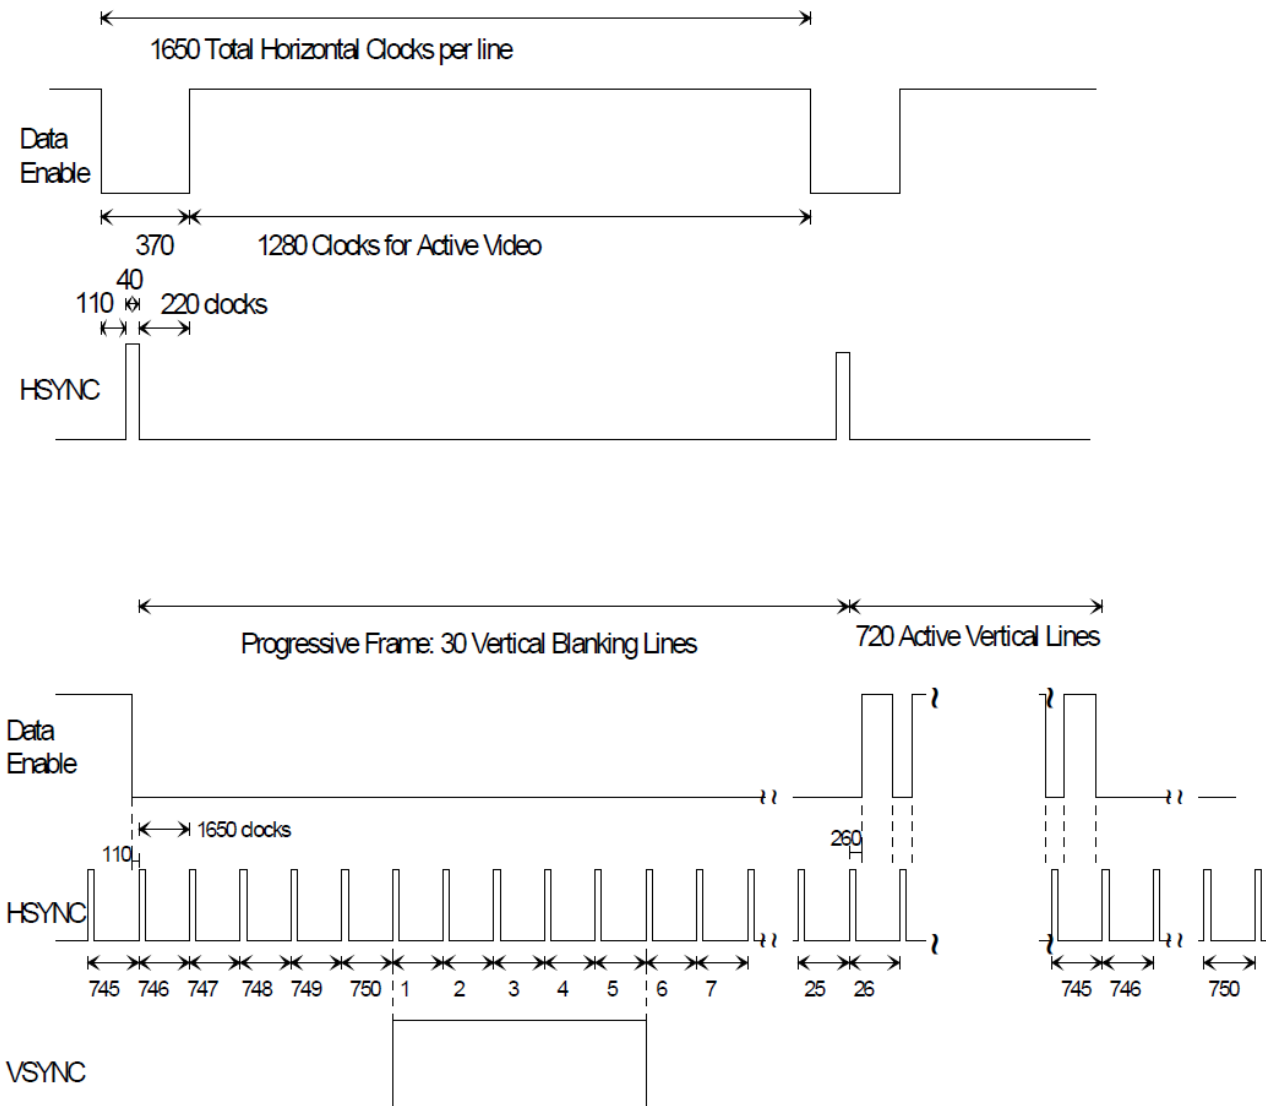 1650 Total Horizontal Clocks per line
Data
Enable
370
1280 Clocks for Active Video
40
110
220 clocks
HSYNC
Progressive Frame: 30 Vertical Blanking Lines
720 Active Vertical Lines
Data
Enable
1650 clocks
110
260
HSYNC
745 746 747 748 749 750 1 2 3 4 5 6 7 25 26 745 746 750
VSYNC